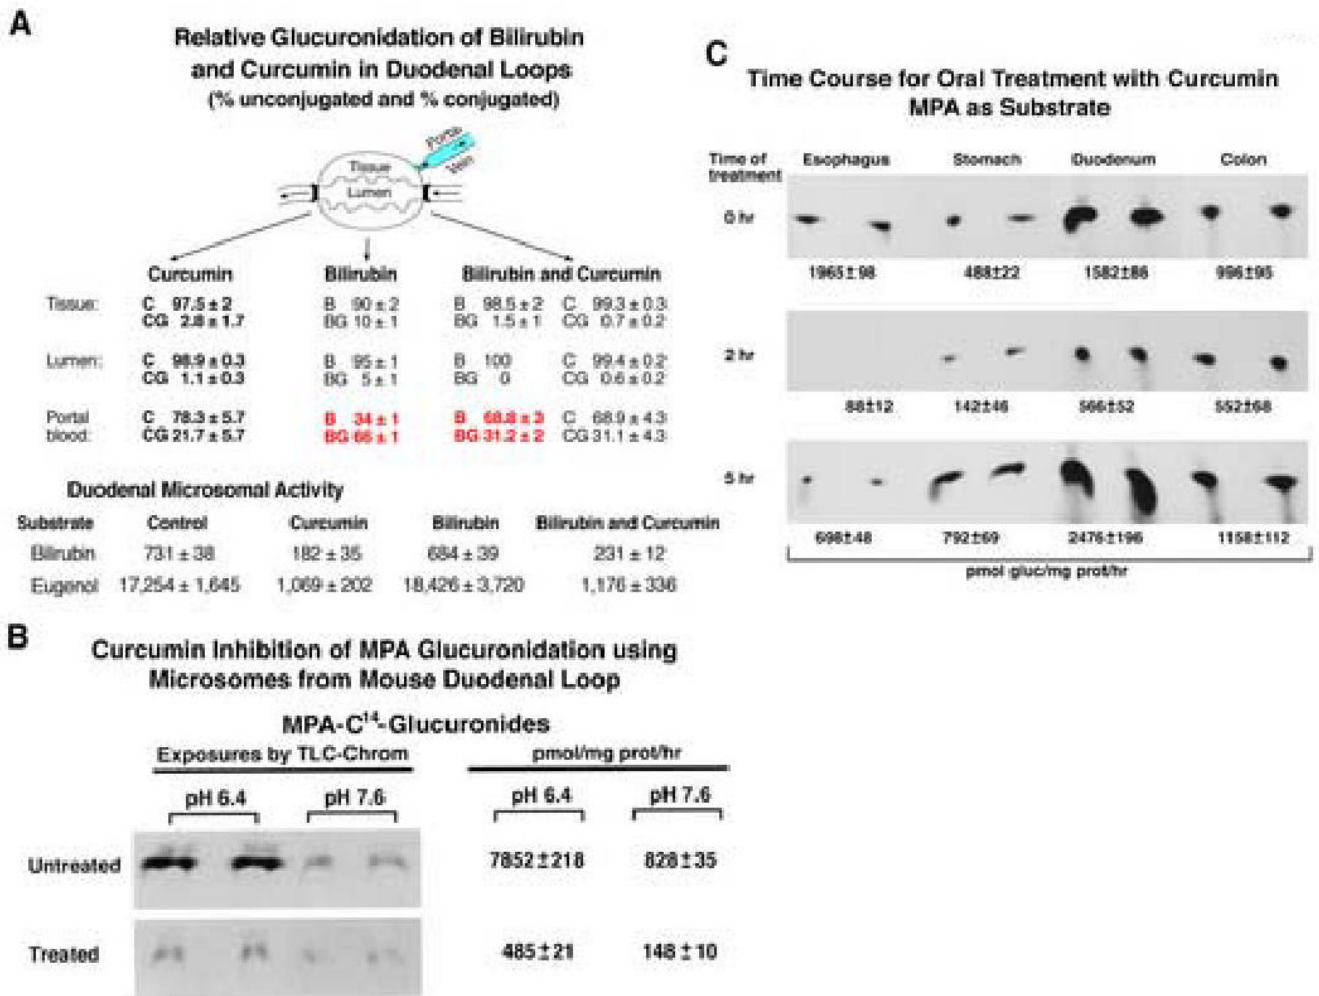 A
Relative Glucuronidation of Bilirubin
and Curcumin in Duodenal Loops
(% unconjugated and % conjugated)
Portal
Vein
Tissue
Lumen
Curcumin Bilirubin Bilirubin and Curcumin
Tissue: C 97.5 ± 2 B 90 ± 2 B 98.5 ± 2 C 99.3 ± 0.3
CG 2.8 ± 1.7 BG 10 ± 1 BG 1.5 ± 1 CG 0.7 ± 0.2
Lumen: C 98.9 ± 0.3 B 95 ± 1 B 100 C 99.4 ± 0.2
CG 1.1 ± 0.3 BG 5 ± 1 BG 0 CG 0.6 ± 0.2
Portal C 78.3 ± 5.7 B 34 ± 1 B 68.8 ± 3 C 68.9 ± 4.3
blood: CG 21.7 ± 5.7 BG 66 ± 1 BG 31.2 ± 2 CG 31.1 ± 4.3
Duodenal Microsomal Activity
Substrate Control Curcumin Bilirubin Bilirubin and Curcumin
Bilirubin 731 ± 38 182 ± 35 684 ± 39 231 ± 12
Eugenol 17,254 ± 1,645 1,069 ± 202 18,426 ± 3,720 1,176 ± 336
B
Curcumin Inhibition of MPA Glucuronidation using
Microsomes from Mouse Duodenal Loop
MPA-C14-Glucuronides
Exposures by TLC-Chrom pmol/mg prot/hr
pH 6.4 pH 7.6 pH 6.4 pH 7.6
Untreated 7852±218 828±35
Treated 485±21 148±10
C
Time Course for Oral Treatment with Curcumin
MPA as Substrate
Time of Esophagus Stomach Duodenum Colon
treatment
0 hr
1965±98 488±22 1582±86 996±95
2 hr
88±12 142±46 566±52 552±68
5 hr
698±48 792±69 2476±196 1158±112
pmol gluc/mg prot/hr